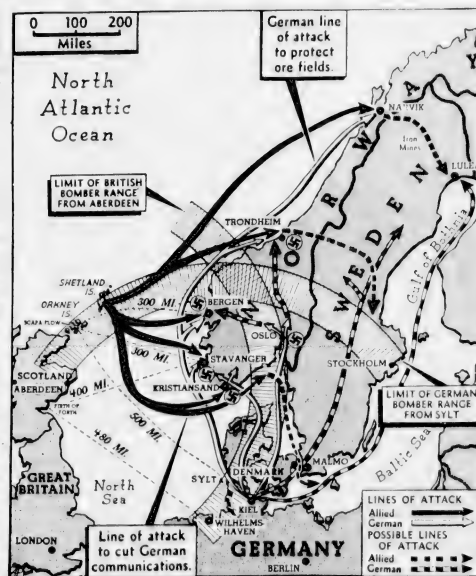 0 100 200
Miles
German line
of attack
to protect
ore fields.
North
Atlantic
Ocean
NARVIK
Iron
Mines
LULEA
LIMIT OF BRITISH
BOMBER RANGE
FROM ABERDEEN
TRONDHEIM
NORWAY
SWEDEN
Gulf of Bothnia
SHETLAND
IS.
ORKNEY
IS.
SCAPA FLOW
300 MI.
BERGEN
OSLO
STAVANGER
300 MI.
STOCKHOLM
SCOTLAND
ABERDEEN
400 MI.
KRISTIANSAND
FIRTH OF
FORTH
500 MI.
480 MI.
LIMIT OF GERMAN
BOMBER RANGE
FROM SYLT
GREAT
BRITAIN
North
Sea
SYLT
DENMARK
MALMO
Baltic Sea
KIEL
WILHELMS
HAVEN
LONDON
Line of attack
to cut German
communications.
GERMANY
BERLIN
LINES OF ATTACK
Allied
German
POSSIBLE LINES
OF ATTACK
Allied
German